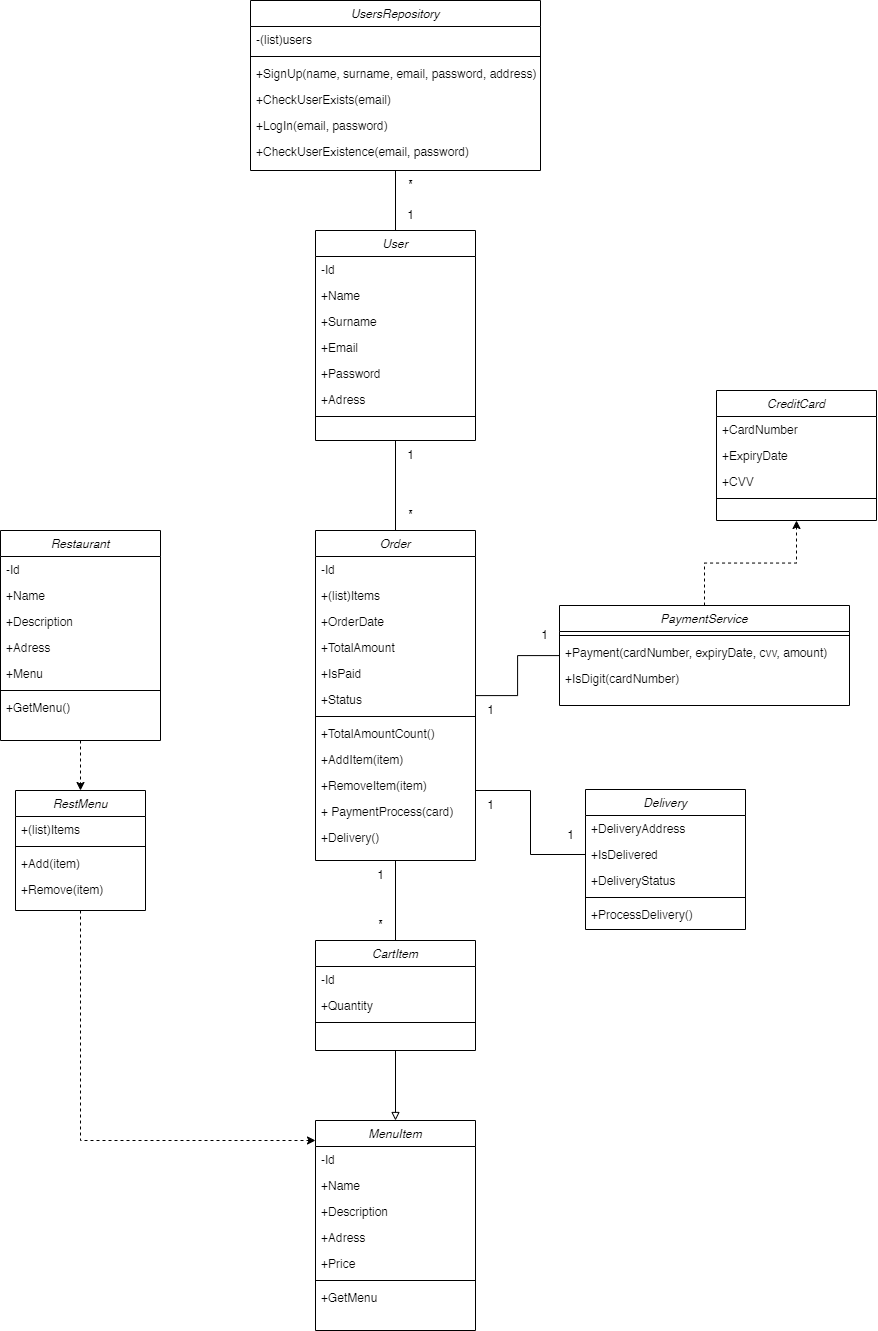 UsersRepository
-(list)users
+SignUp(name, surname, email, password, address)
+CheckUserExists(email)
+LogIn(email, password)
+CheckUserExistence(email, password)
*
1
User
-Id
+Name
+Surname
+Email
+Password
+Adress
1
*
CreditCard
+CardNumber
+ExpiryDate
+CVV
Restaurant
-Id
+Name
+Description
+Adress
+Menu
+GetMenu()
Order
-Id
+(list)Items
+OrderDate
+TotalAmount
+IsPaid
+Status
+TotalAmountCount()
+AddItem(item)
+RemoveItem(item)
+ PaymentProcess(card)
+Delivery()
1
1
PaymentService
+Payment(cardNumber, expiryDate, cvv, amount)
+IsDigit(cardNumber)
RestMenu
+(list)Items
+Add(item)
+Remove(item)
1
1
Delivery
+DeliveryAddress
+IsDelivered
+DeliveryStatus
+ProcessDelivery()
1
*
CartItem
-Id
+Quantity
MenuItem
-Id
+Name
+Description
+Adress
+Price
+GetMenu